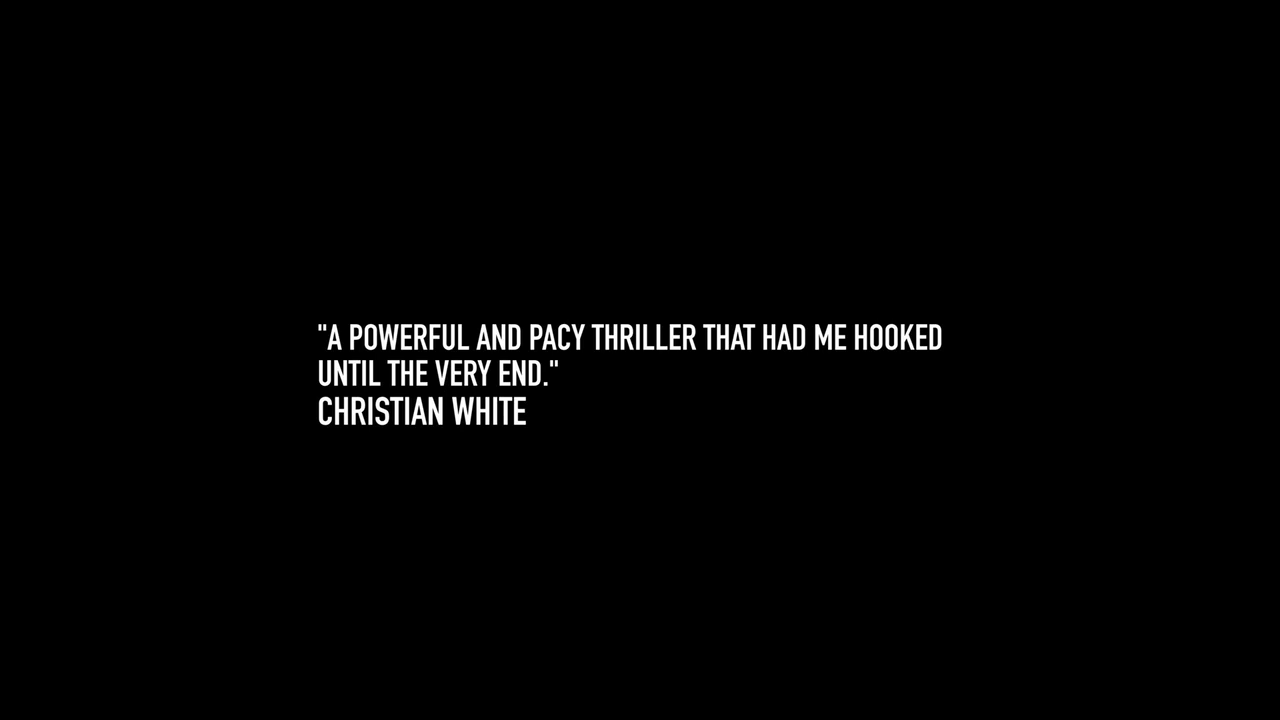 "A POWERFUL AND PACY THRILLER THAT HAD ME HOOKED
UNTIL THE VERY END."
CHRISTIAN WHITE